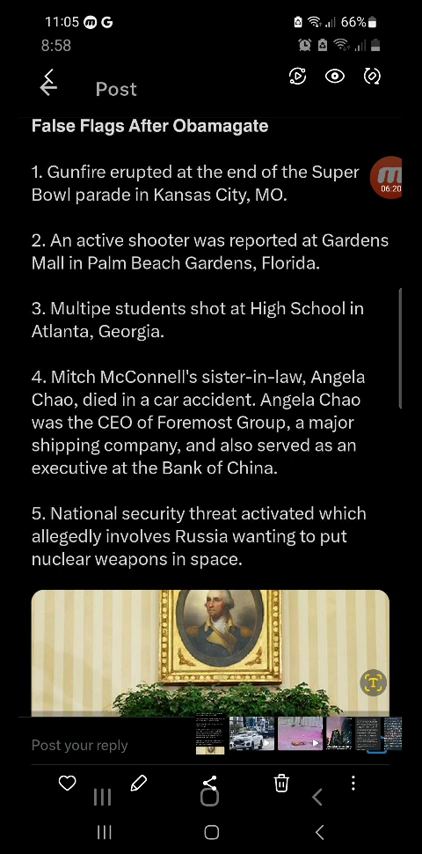 11:05 m G 66%
8:58
Post
False Flags After Obamagate
1. Gunfire erupted at the end of the Super
Bowl parade in Kansas City, MO.
06:20
2. An active shooter was reported at Gardens
Mall in Palm Beach Gardens, Florida.
3. Multipe students shot at High School in
Atlanta, Georgia.
4. Mitch McConnell's sister-in-law, Angela
Chao, died in a car accident. Angela Chao
was the CEO of Foremost Group, a major
shipping company, and also served as an
executive at the Bank of China.
5. National security threat activated which
allegedly involves Russia wanting to put
nuclear weapons in space.
T
Post your reply